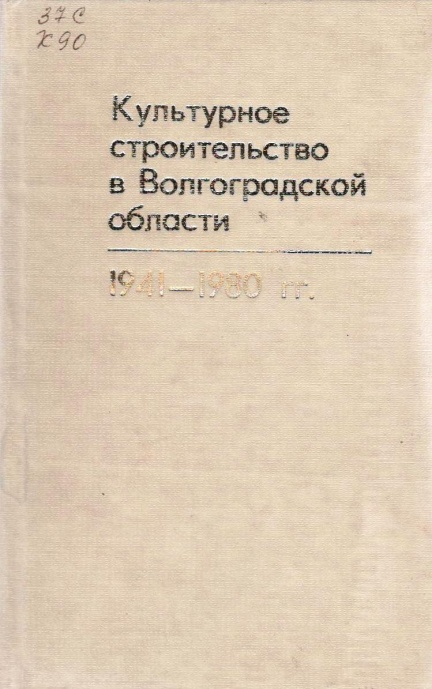 37С
Х90
Культурное
строительство
в Волгоградской
области
1941—1980 гг.